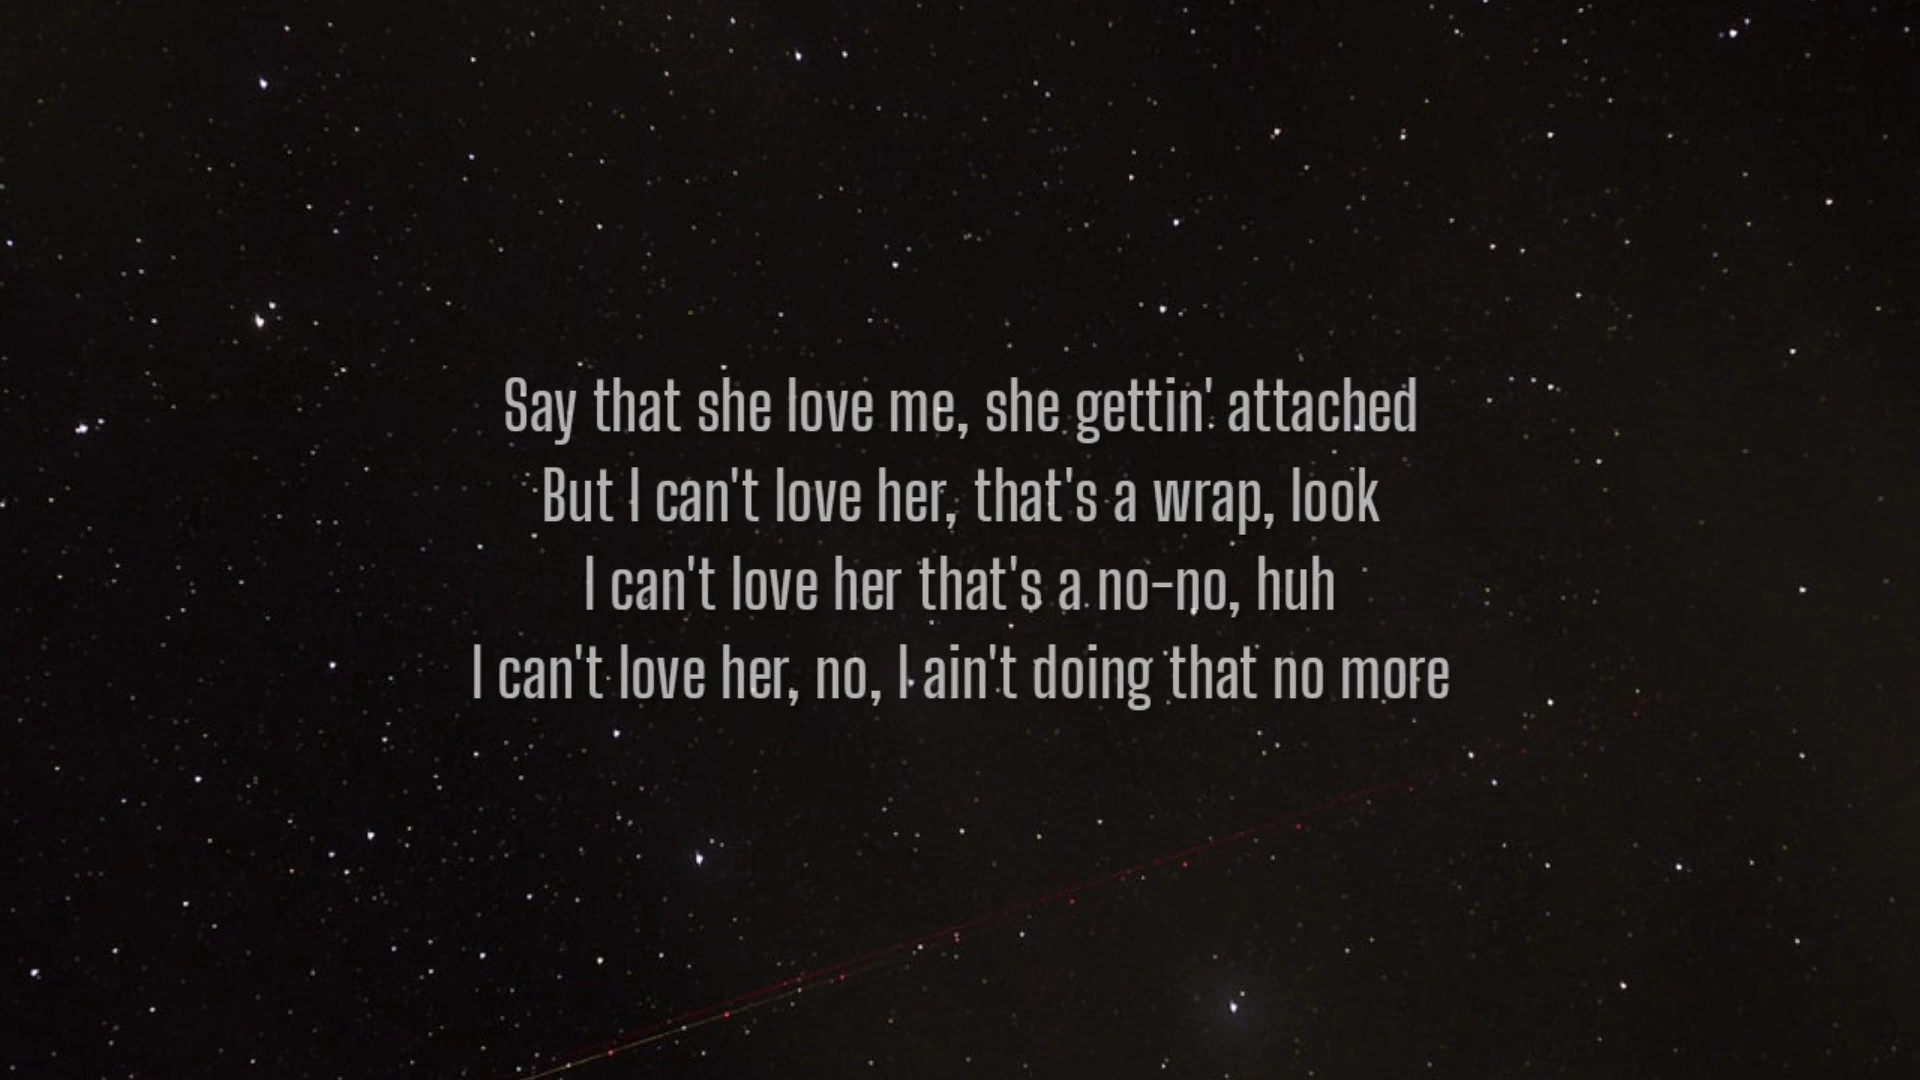 Say that she love me, she gettin' attached
But I can't love her, that's a wrap, look
I can't love her that's a no-no, huh
I can't love her, no, I ain't doing that no more